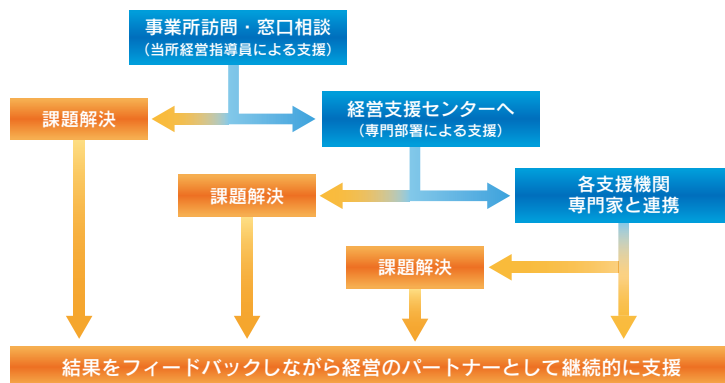 事業所訪問・窓口相談
（当所経営指導員による支援）
課題解決
経営支援センターへ
（専門部署による支援）
課題解決
各支援機関
専門家と連携
課題解決
結果をフィードバックしながら経営のパートナーとして継続的に支援